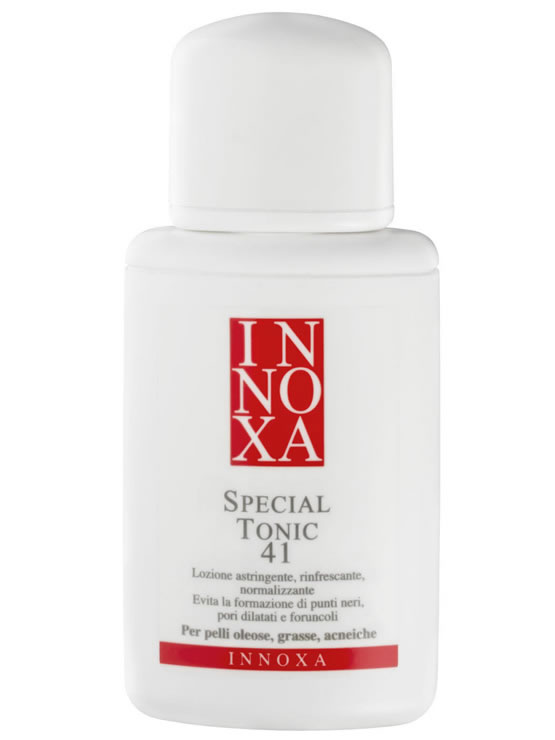 IN
NO
XA
SPECIAL
TONIC
41
Lozione astringente, rinfrescante,
normalizzante
Evita la formazione di punti neri,
pori dilatati e foruncoli
Per pelli oleose, grasse, acneiche
INNOXA